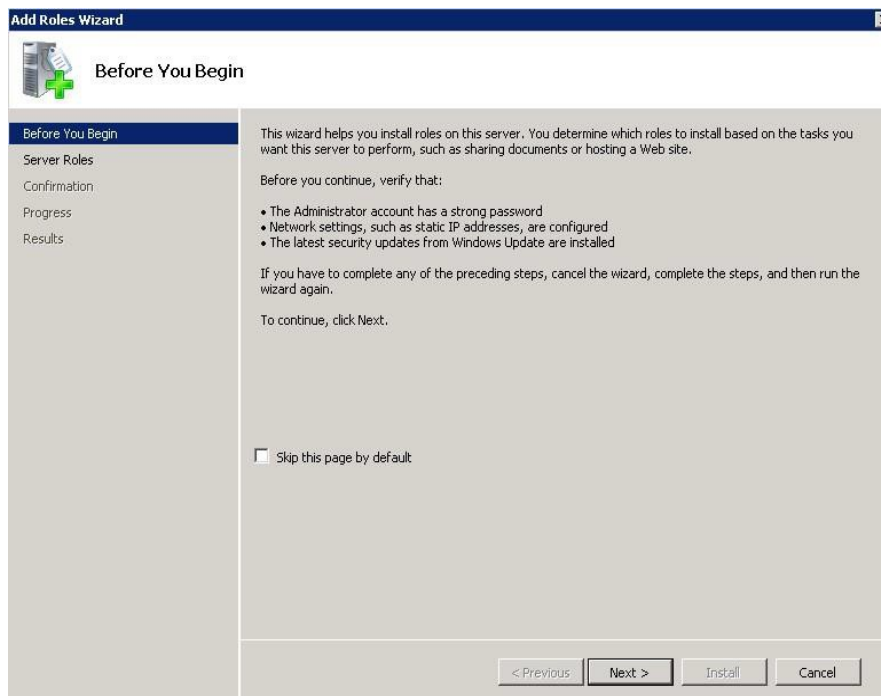 Add Roles Wizard
Before You Begin
Before You Begin
Server Roles
Confirmation
Progress
Results
This wizard helps you install roles on this server. You determine which roles to install based on the tasks you
want this server to perform, such as sharing documents or hosting a Web site.
Before you continue, verify that:
• The Administrator account has a strong password
• Network settings, such as static IP addresses, are configured
• The latest security updates from Windows Update are installed
If you have to complete any of the preceding steps, cancel the wizard, complete the steps, and then run the
wizard again.
To continue, click Next.
Skip this page by default
< Previous
Next >
Install
Cancel